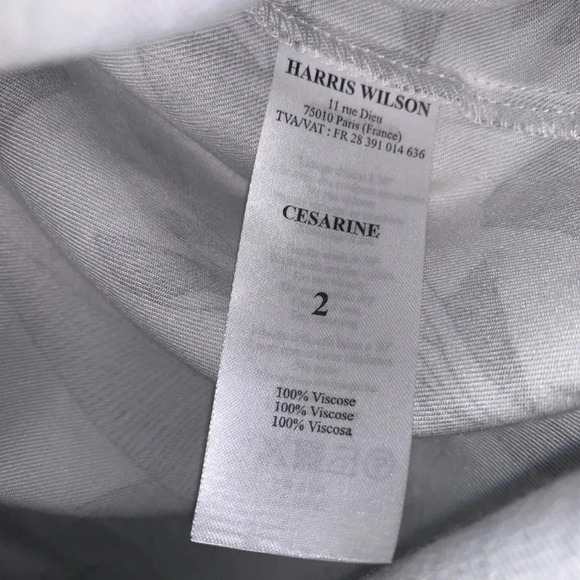 HARRIS WILSON
11 rue Dieu
75010 Paris (France)
TVA/VAT : FR 28 391 014 636
CESARINE
2
100% Viscose
100% Viscose
100% Viscosa